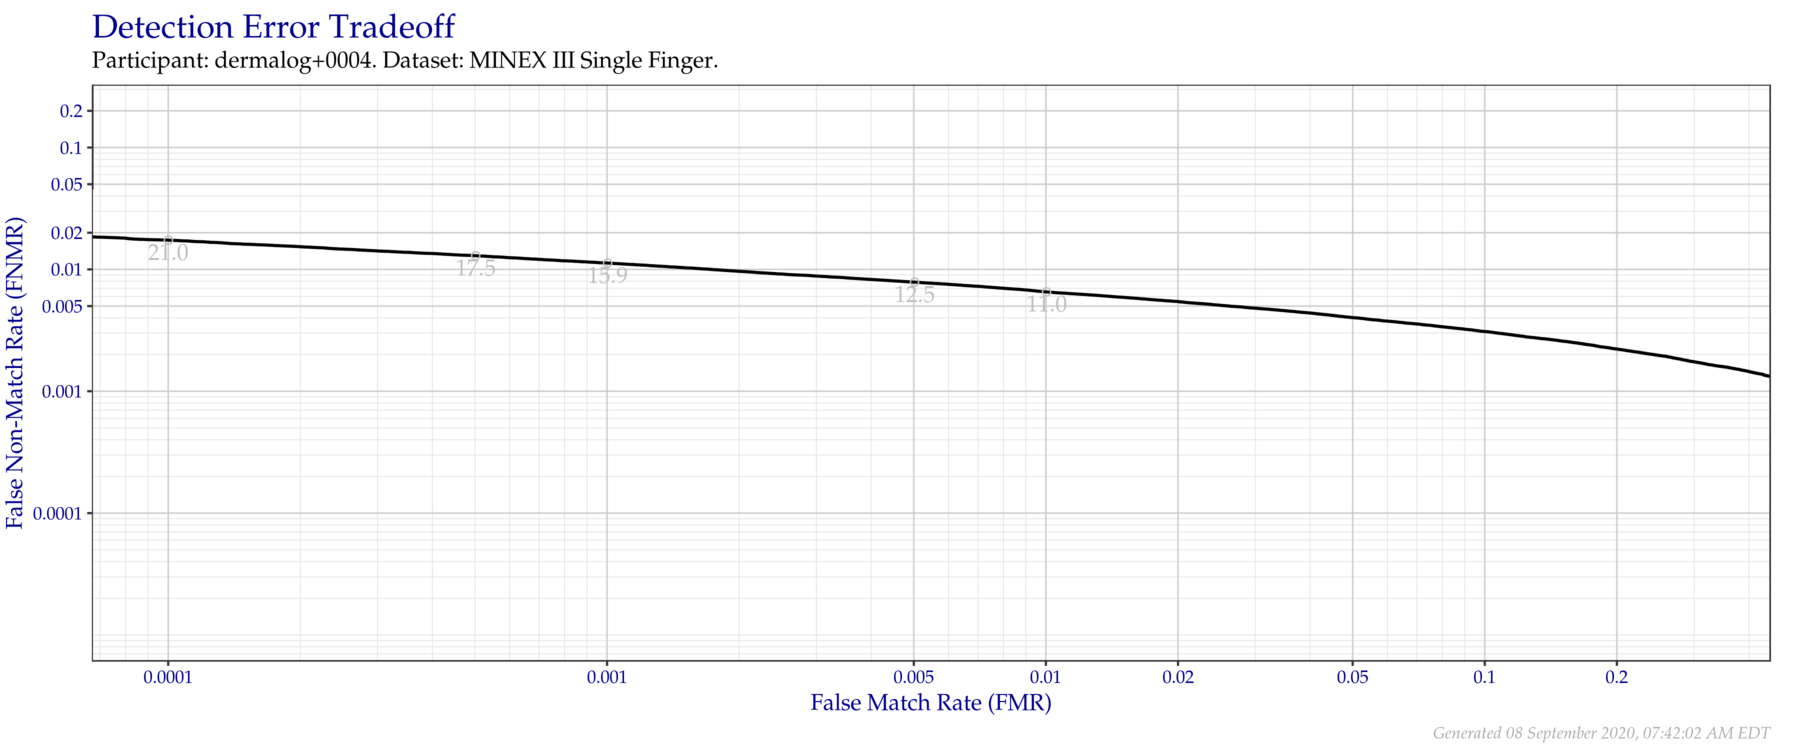 Detection Error Tradeoff
Participant: dermalog+0004. Dataset: MINEX III Single Finger.
False Non-Match Rate (FNMR)
0.2
0.1
0.05
0.02
0.01
0.005
0.001
0.0001
21.0
17.5
15.9
12.5
11.0
0.0001 0.001 0.005 0.01 0.02 0.05 0.1 0.2
False Match Rate (FMR)
Generated 08 September 2020, 07:42:02 AM EDT